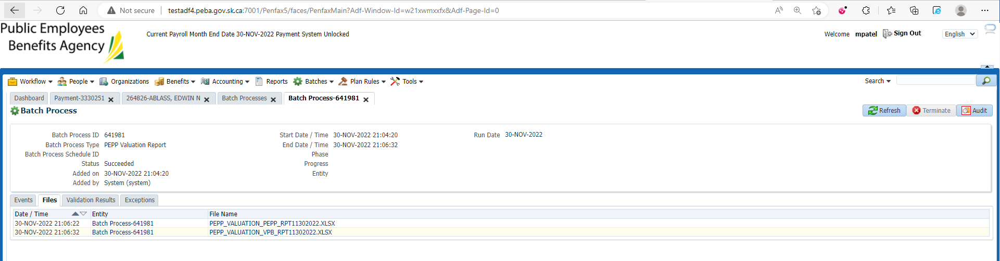 Not secure testadf4.peba.gov.sk.ca:7001/Penfax5/faces/PenfaxMain?Adf-Window-Id=w21xwmxxfx&Adf-Page-Id=0
Public Employees
Benefits Agency
Current Payroll Month End Date 30-NOV-2022 Payment System Unlocked
Welcome mpatel Sign Out English
Workflow People Organizations Benefits Accounting Reports Batches Plan Rules Tools Search
Dashboard Payment-3330251 264826-ABLASS, EDWIN N Batch Processes Batch Process-641981
Batch Process Refresh Terminate Audit
Batch Process ID 641981 Start Date / Time 30-NOV-2022 21:04:20 Run Date 30-NOV-2022
Batch Process Type PEPP Valuation Report End Date / Time 30-NOV-2022 21:06:32
Batch Process Schedule ID Phase
Status Succeeded Progress
Added on 30-NOV-2022 21:04:20 Entity
Added by System (system)
Events Files Validation Results Exceptions
Date / Time Entity File Name
30-NOV-2022 21:06:22 Batch Process-641981 PEPP_VALUATION_PEPP_RPT11302022.XLSX
30-NOV-2022 21:06:32 Batch Process-641981 PEPP_VALUATION_VPB_RPT11302022.XLSX